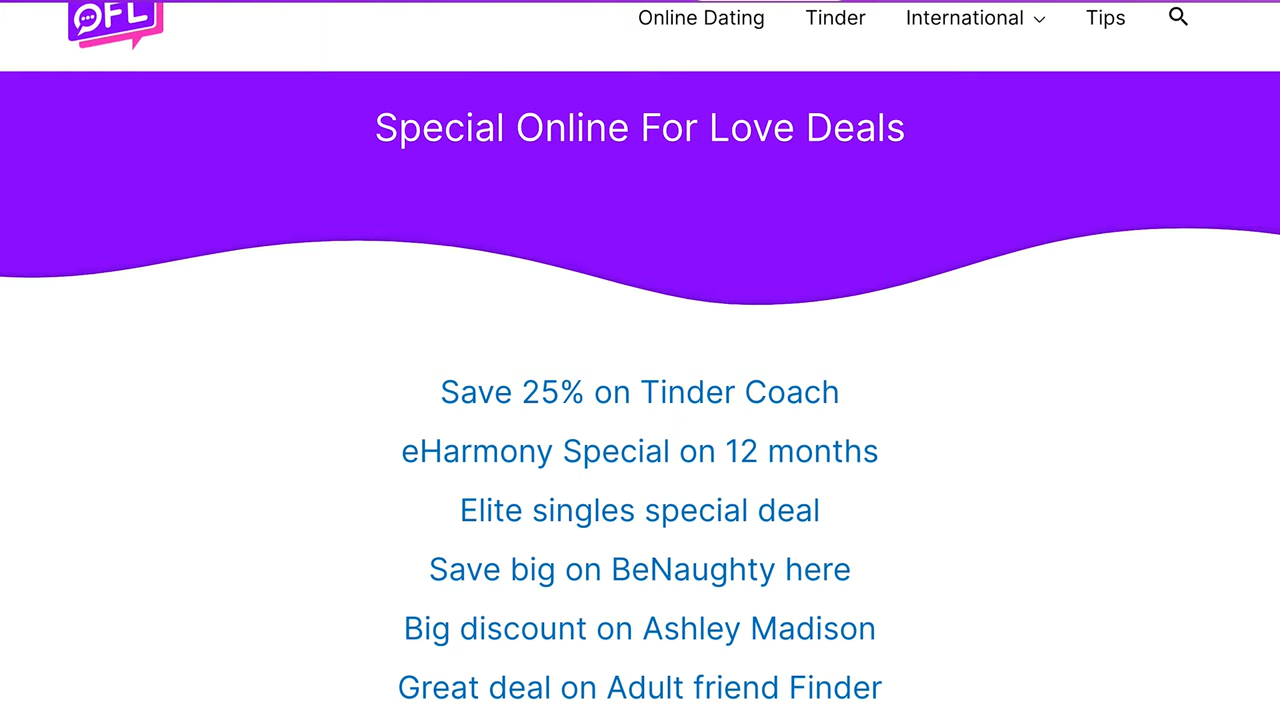 OFL
Online Dating Tinder International Tips
Special Online For Love Deals
Save 25% on Tinder Coach
eHarmony Special on 12 months
Elite singles special deal
Save big on BeNaughty here
Big discount on Ashley Madison
Great deal on Adult friend Finder